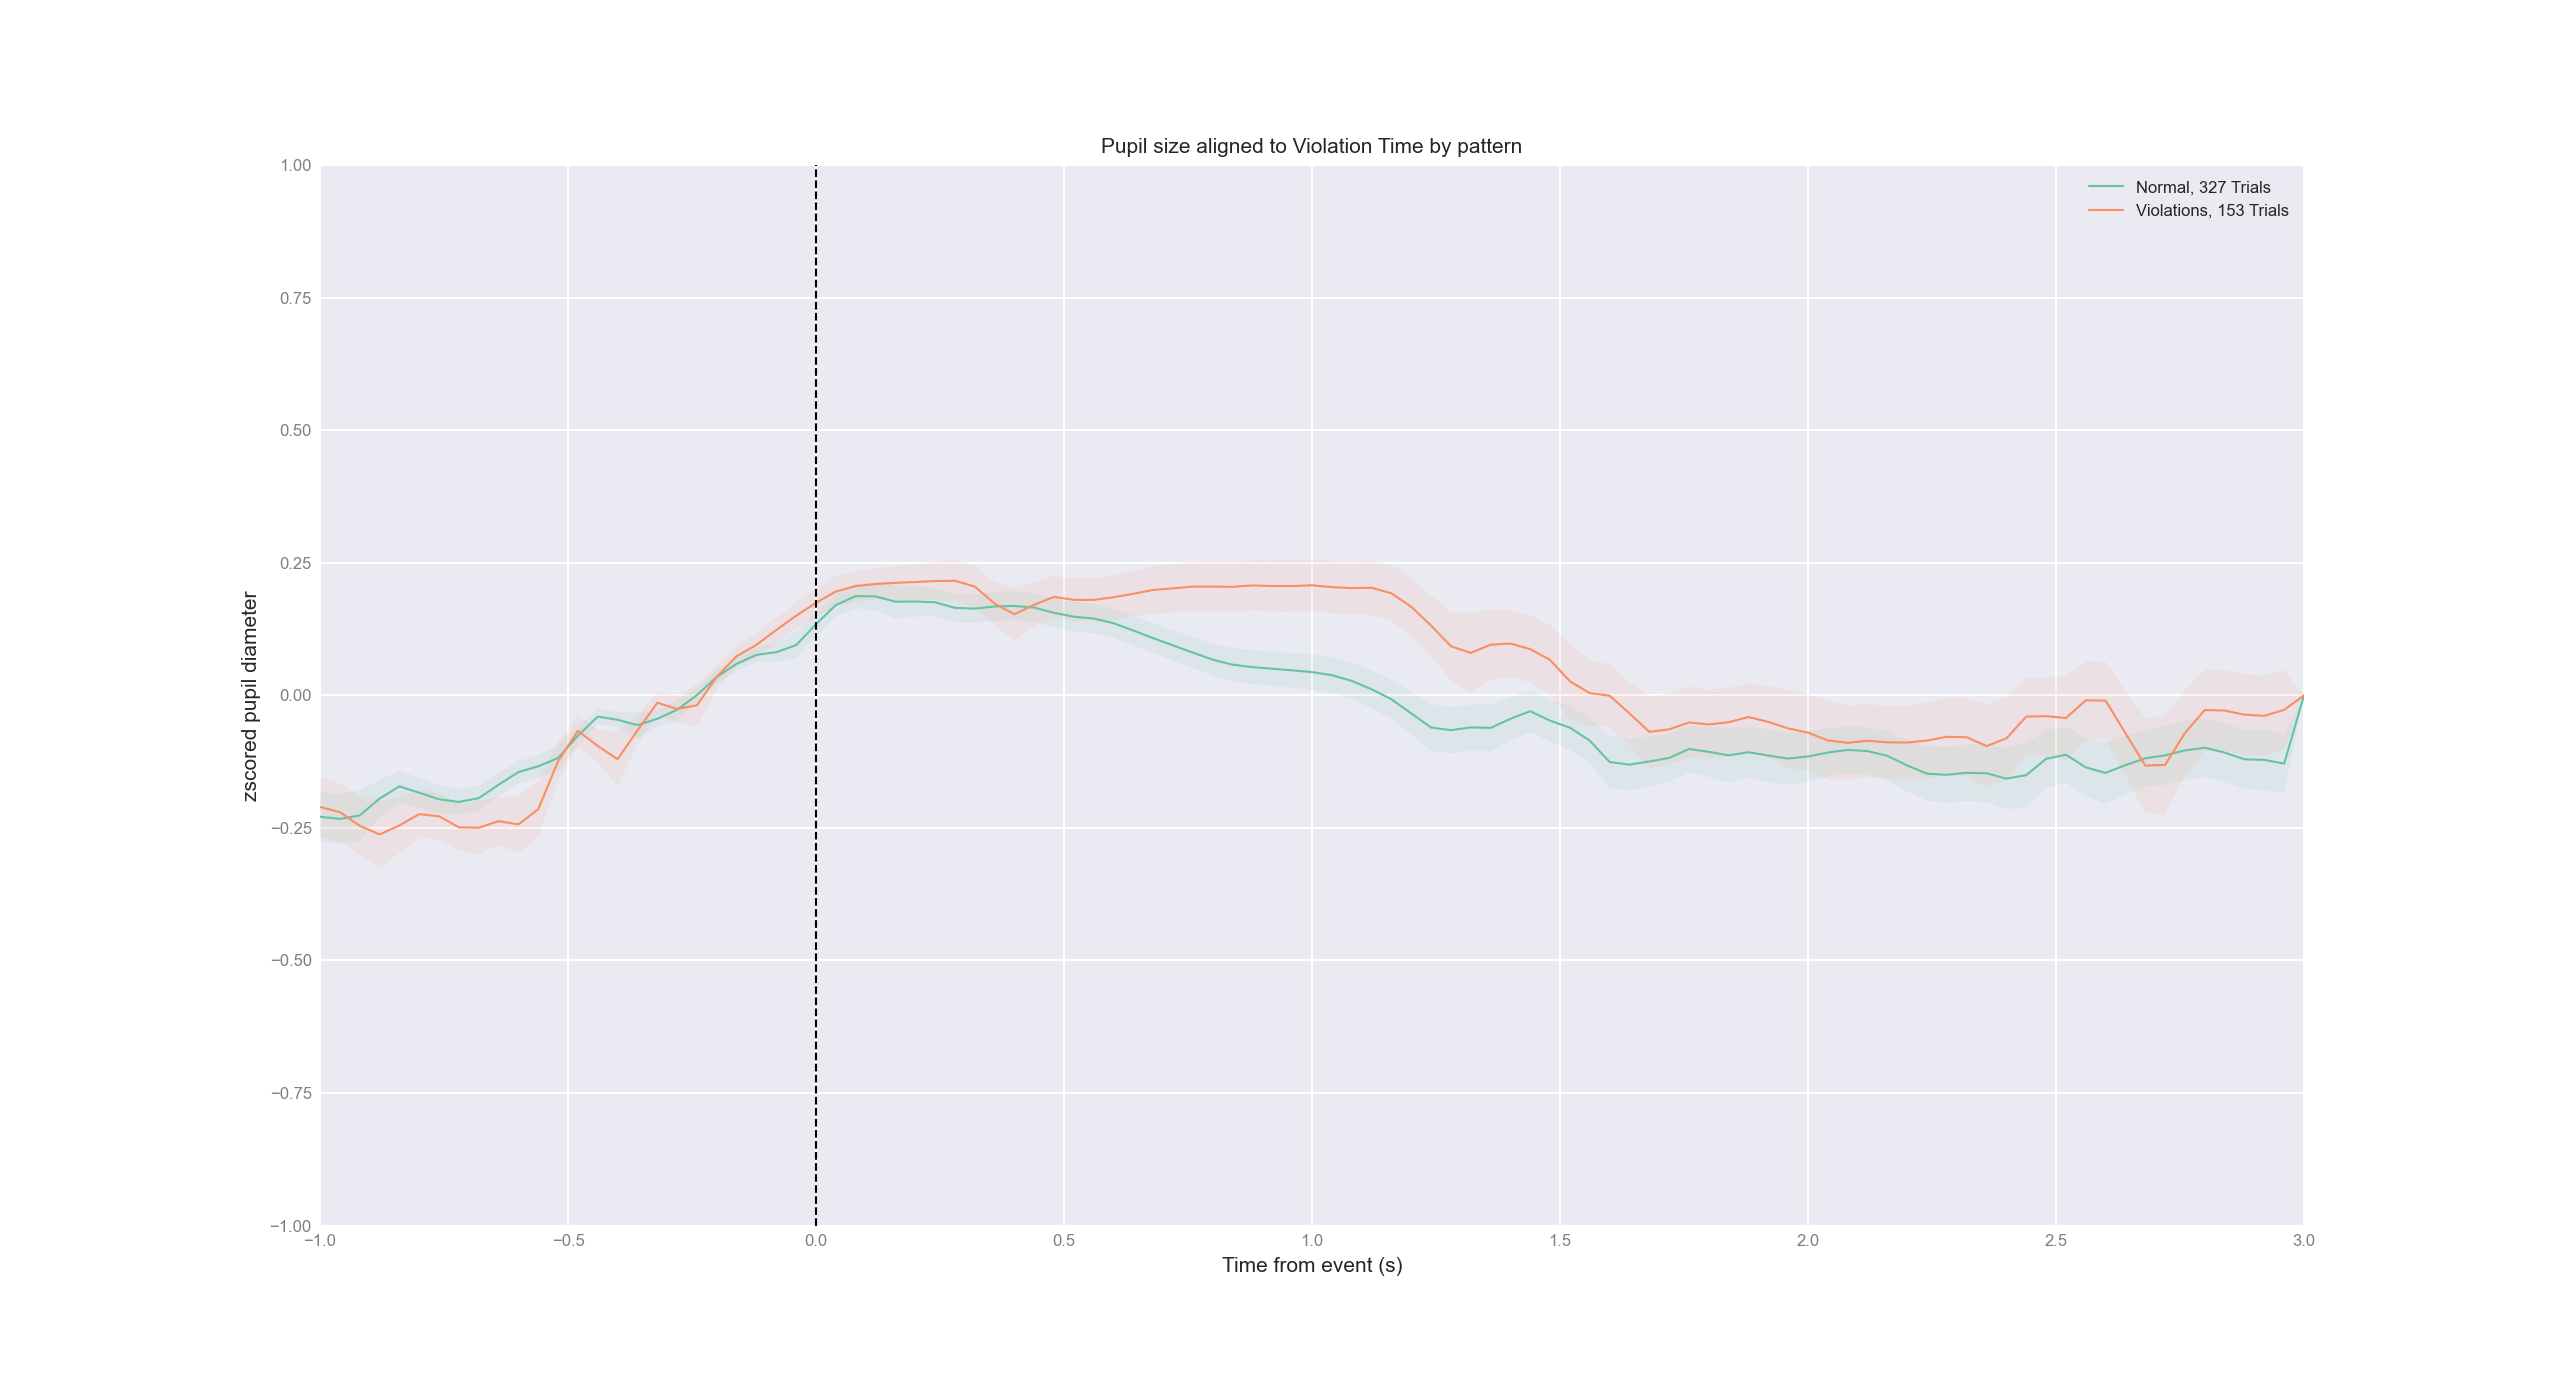 Pupil size aligned to Violation Time by pattern
Normal, 327 Trials
Violations, 153 Trials
1.00
0.75
0.50
0.25
0.00
−0.25
−0.50
−0.75
−1.00
zscored pupil diameter
−1.0 −0.5 0.0 0.5 1.0 1.5 2.0 2.5 3.0
Time from event (s)